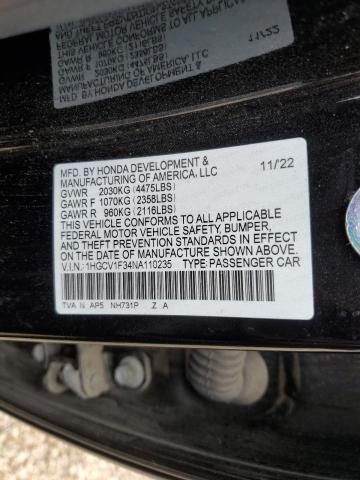 MFD. BY HONDA DEVELOPMENT &
MANUFACTURING OF AMERICA, LLC 11/22
GVWR 2030KG (4475LBS)
GAWR F 1070KG (2358LBS)
GAWR R 960KG (2116LBS)
THIS VEHICLE CONFORMS TO ALL APPLICABLE
FEDERAL MOTOR VEHICLE SAFETY, BUMPER,
AND THEFT PREVENTION STANDARDS IN EFFECT
ON THE DATE OF MANUFACTURE SHOWN ABOVE.
V.I.N.: 1HGCV1F34NA110235 TYPE:PASSENGER CAR
TVA N AP5 NH731P Z A